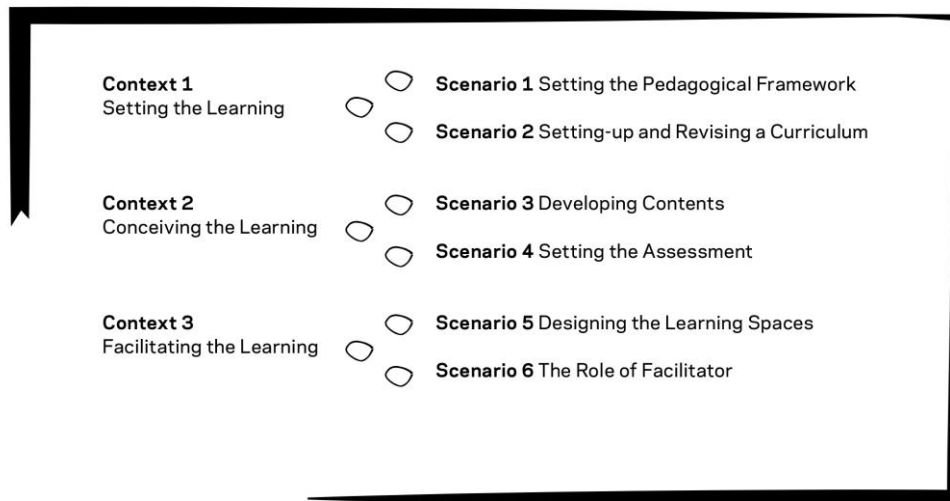 Context 1
Setting the Learning
Scenario 1 Setting the Pedagogical Framework
Scenario 2 Setting-up and Revising a Curriculum
Context 2
Conceiving the Learning
Scenario 3 Developing Contents
Scenario 4 Setting the Assessment
Context 3
Facilitating the Learning
Scenario 5 Designing the Learning Spaces
Scenario 6 The Role of Facilitator